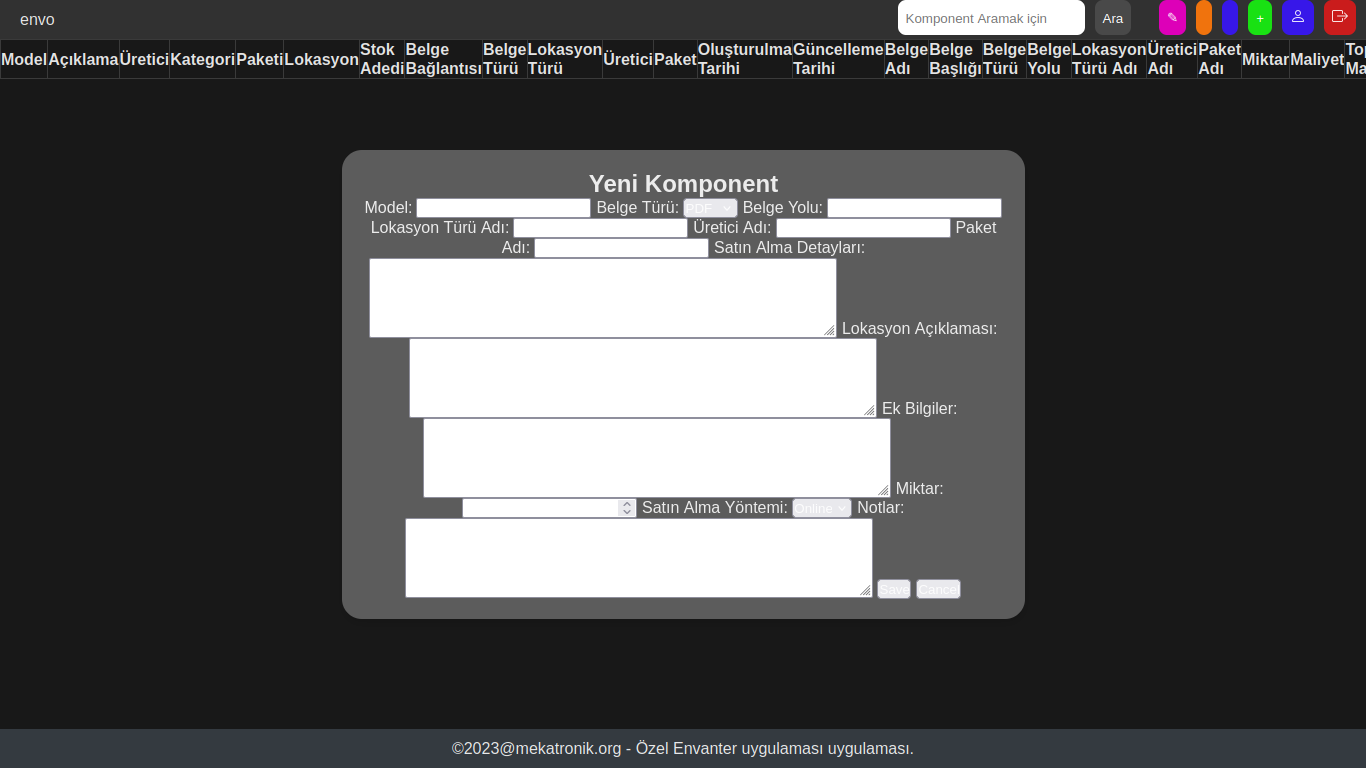 envo
Komponent Aramak için
Ara
✎
+
Model Açıklama Üretici Kategori Paketi Lokasyon Stok Adedi Belge Bağlantısı Belge Türü Lokasyon Türü Üretici Paket Oluşturulma Tarihi Güncelleme Tarihi Belge Adı Belge Başlığı Belge Türü Belge Yolu Lokasyon Türü Adı Üretici Adı Paket Adı Miktar Maliyet
Yeni Komponent
Model: Belge Türü: PDF Belge Yolu:
Lokasyon Türü Adı: Üretici Adı: Paket
Adı: Satın Alma Detayları:
Lokasyon Açıklaması:
Ek Bilgiler:
Miktar:
Satın Alma Yöntemi: Online Notlar:
Save Cancel
©2023@mekatronik.org - Özel Envanter uygulaması uygulaması.